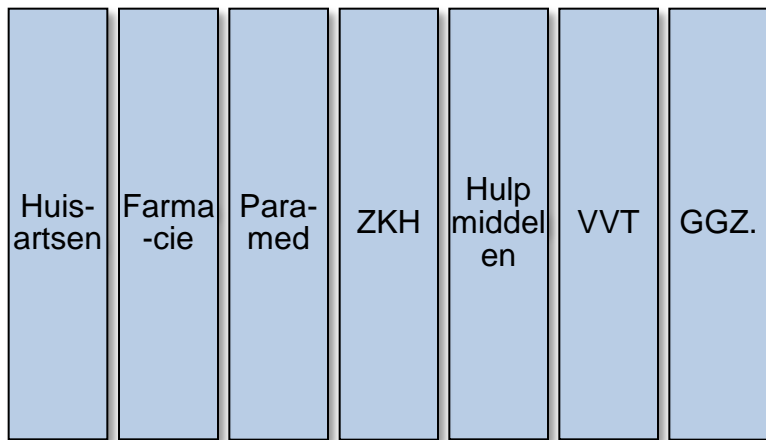 Huis-
artsen
Farma
-cie
Para-
med
ZKH
Hulp
middel
en
VVT
GGZ.